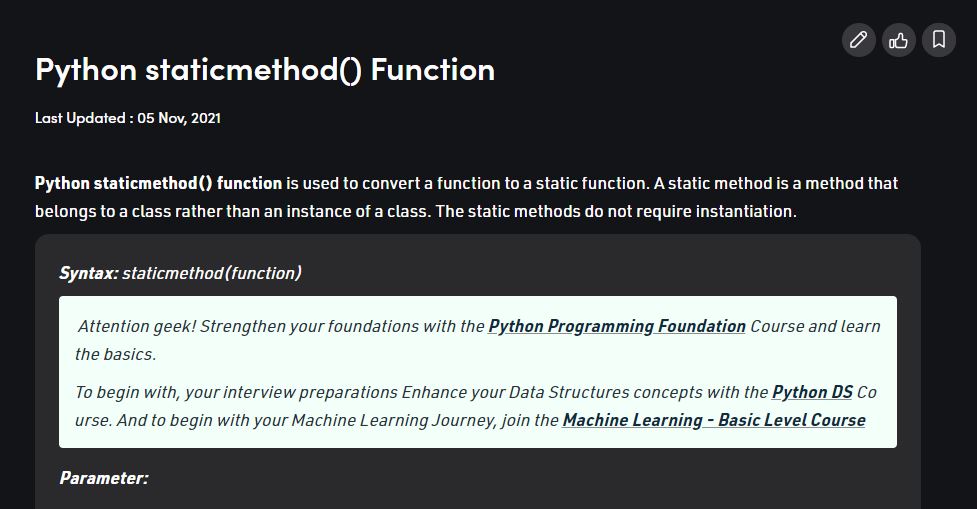 Python staticmethod() Function
Last Updated : 05 Nov, 2021
Python staticmethod() function is used to convert a function to a static function. A static method is a method that
belongs to a class rather than an instance of a class. The static methods do not require instantiation.
Syntax: staticmethod(function)
Attention geek! Strengthen your foundations with the Python Programming Foundation Course and learn
the basics.
To begin with, your interview preparations Enhance your Data Structures concepts with the Python DS Co
urse. And to begin with your Machine Learning Journey, join the Machine Learning - Basic Level Course
Parameter: